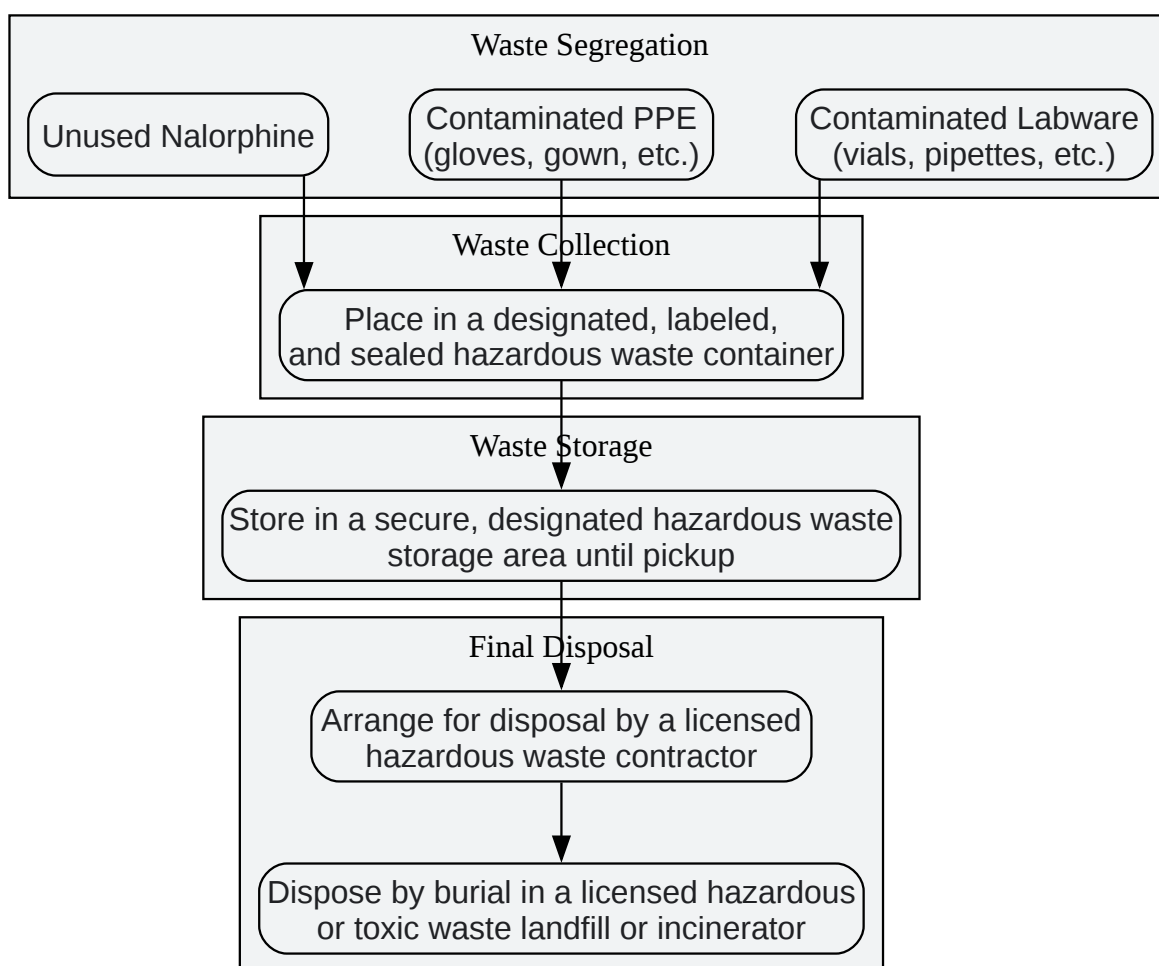 Waste Segregation
Unused Nalorphine
Contaminated PPE
(gloves, gown, etc.)
Contaminated Labware
(vials, pipettes, etc.)
Waste Collection
Place in a designated, labeled,
and sealed hazardous waste container
Waste Storage
Store in a secure, designated hazardous waste
storage area until pickup
Final Disposal
Arrange for disposal by a licensed
hazardous waste contractor
Dispose by burial in a licensed hazardous
or toxic waste landfill or incinerator